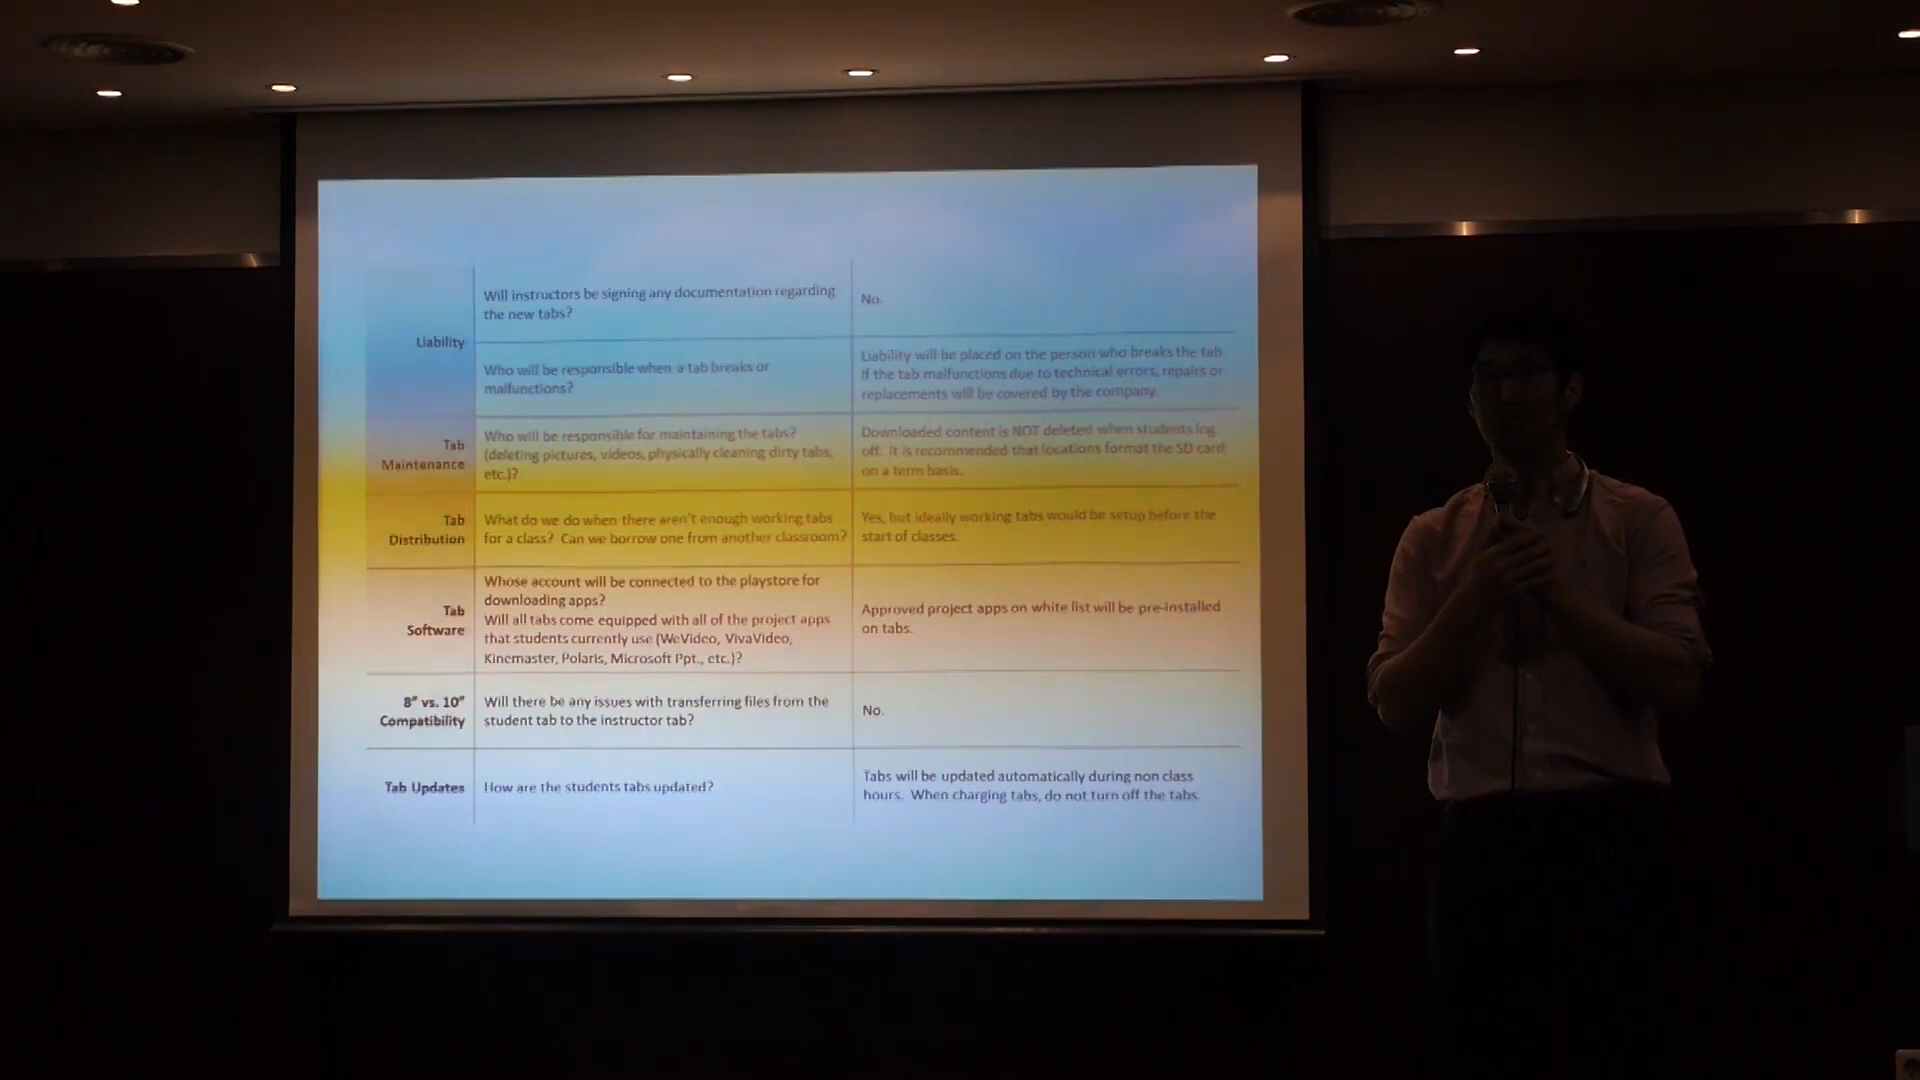 Liability
Will instructors be signing any documentation regarding
the new tabs?
No.
Who will be responsible when a tab breaks or
malfunctions?
Liability will be placed on the person who breaks the tab.
If the tab malfunctions due to technical errors, repairs or
replacements will be covered by the company.
Tab
Maintenance
Who will be responsible for maintaining the tabs?
(deleting pictures, videos, physically cleaning dirty tabs,
etc.)?
Downloaded content is NOT deleted when students log
off. It is recommended that locations format the SD card
on a term basis.
Tab
Distribution
What do we do when there aren't enough working tabs
for a class? Can we borrow one from another classroom?
Yes, but ideally working tabs would be setup before the
start of classes.
Tab
Software
Whose account will be connected to the playstore for
downloading apps?
Will all tabs come equipped with all of the project apps
that students currently use (WeVideo, VivaVideo,
Kinemaster, Polaris, Microsoft Ppt., etc.)?
Approved project apps on white list will be pre-installed
on tabs.
8" vs. 10"
Compatibility
Will there be any issues with transferring files from the
student tab to the instructor tab?
No.
Tab Updates
How are the students tabs updated?
Tabs will be updated automatically during non class
hours. When charging tabs, do not turn off the tabs.